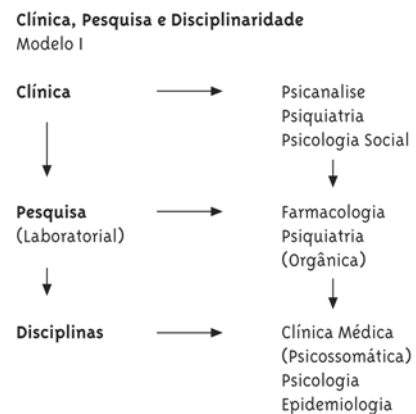 Clínica, Pesquisa e Disciplinaridade
Modelo I
Clínica
Psicanalise
Psiquiatria
Psicologia Social
Pesquisa
(Laboratorial)
Farmacologia
Psiquiatria
(Orgânica)
Disciplinas
Clínica Médica
(Psicossomática)
Psicologia
Epidemiologia